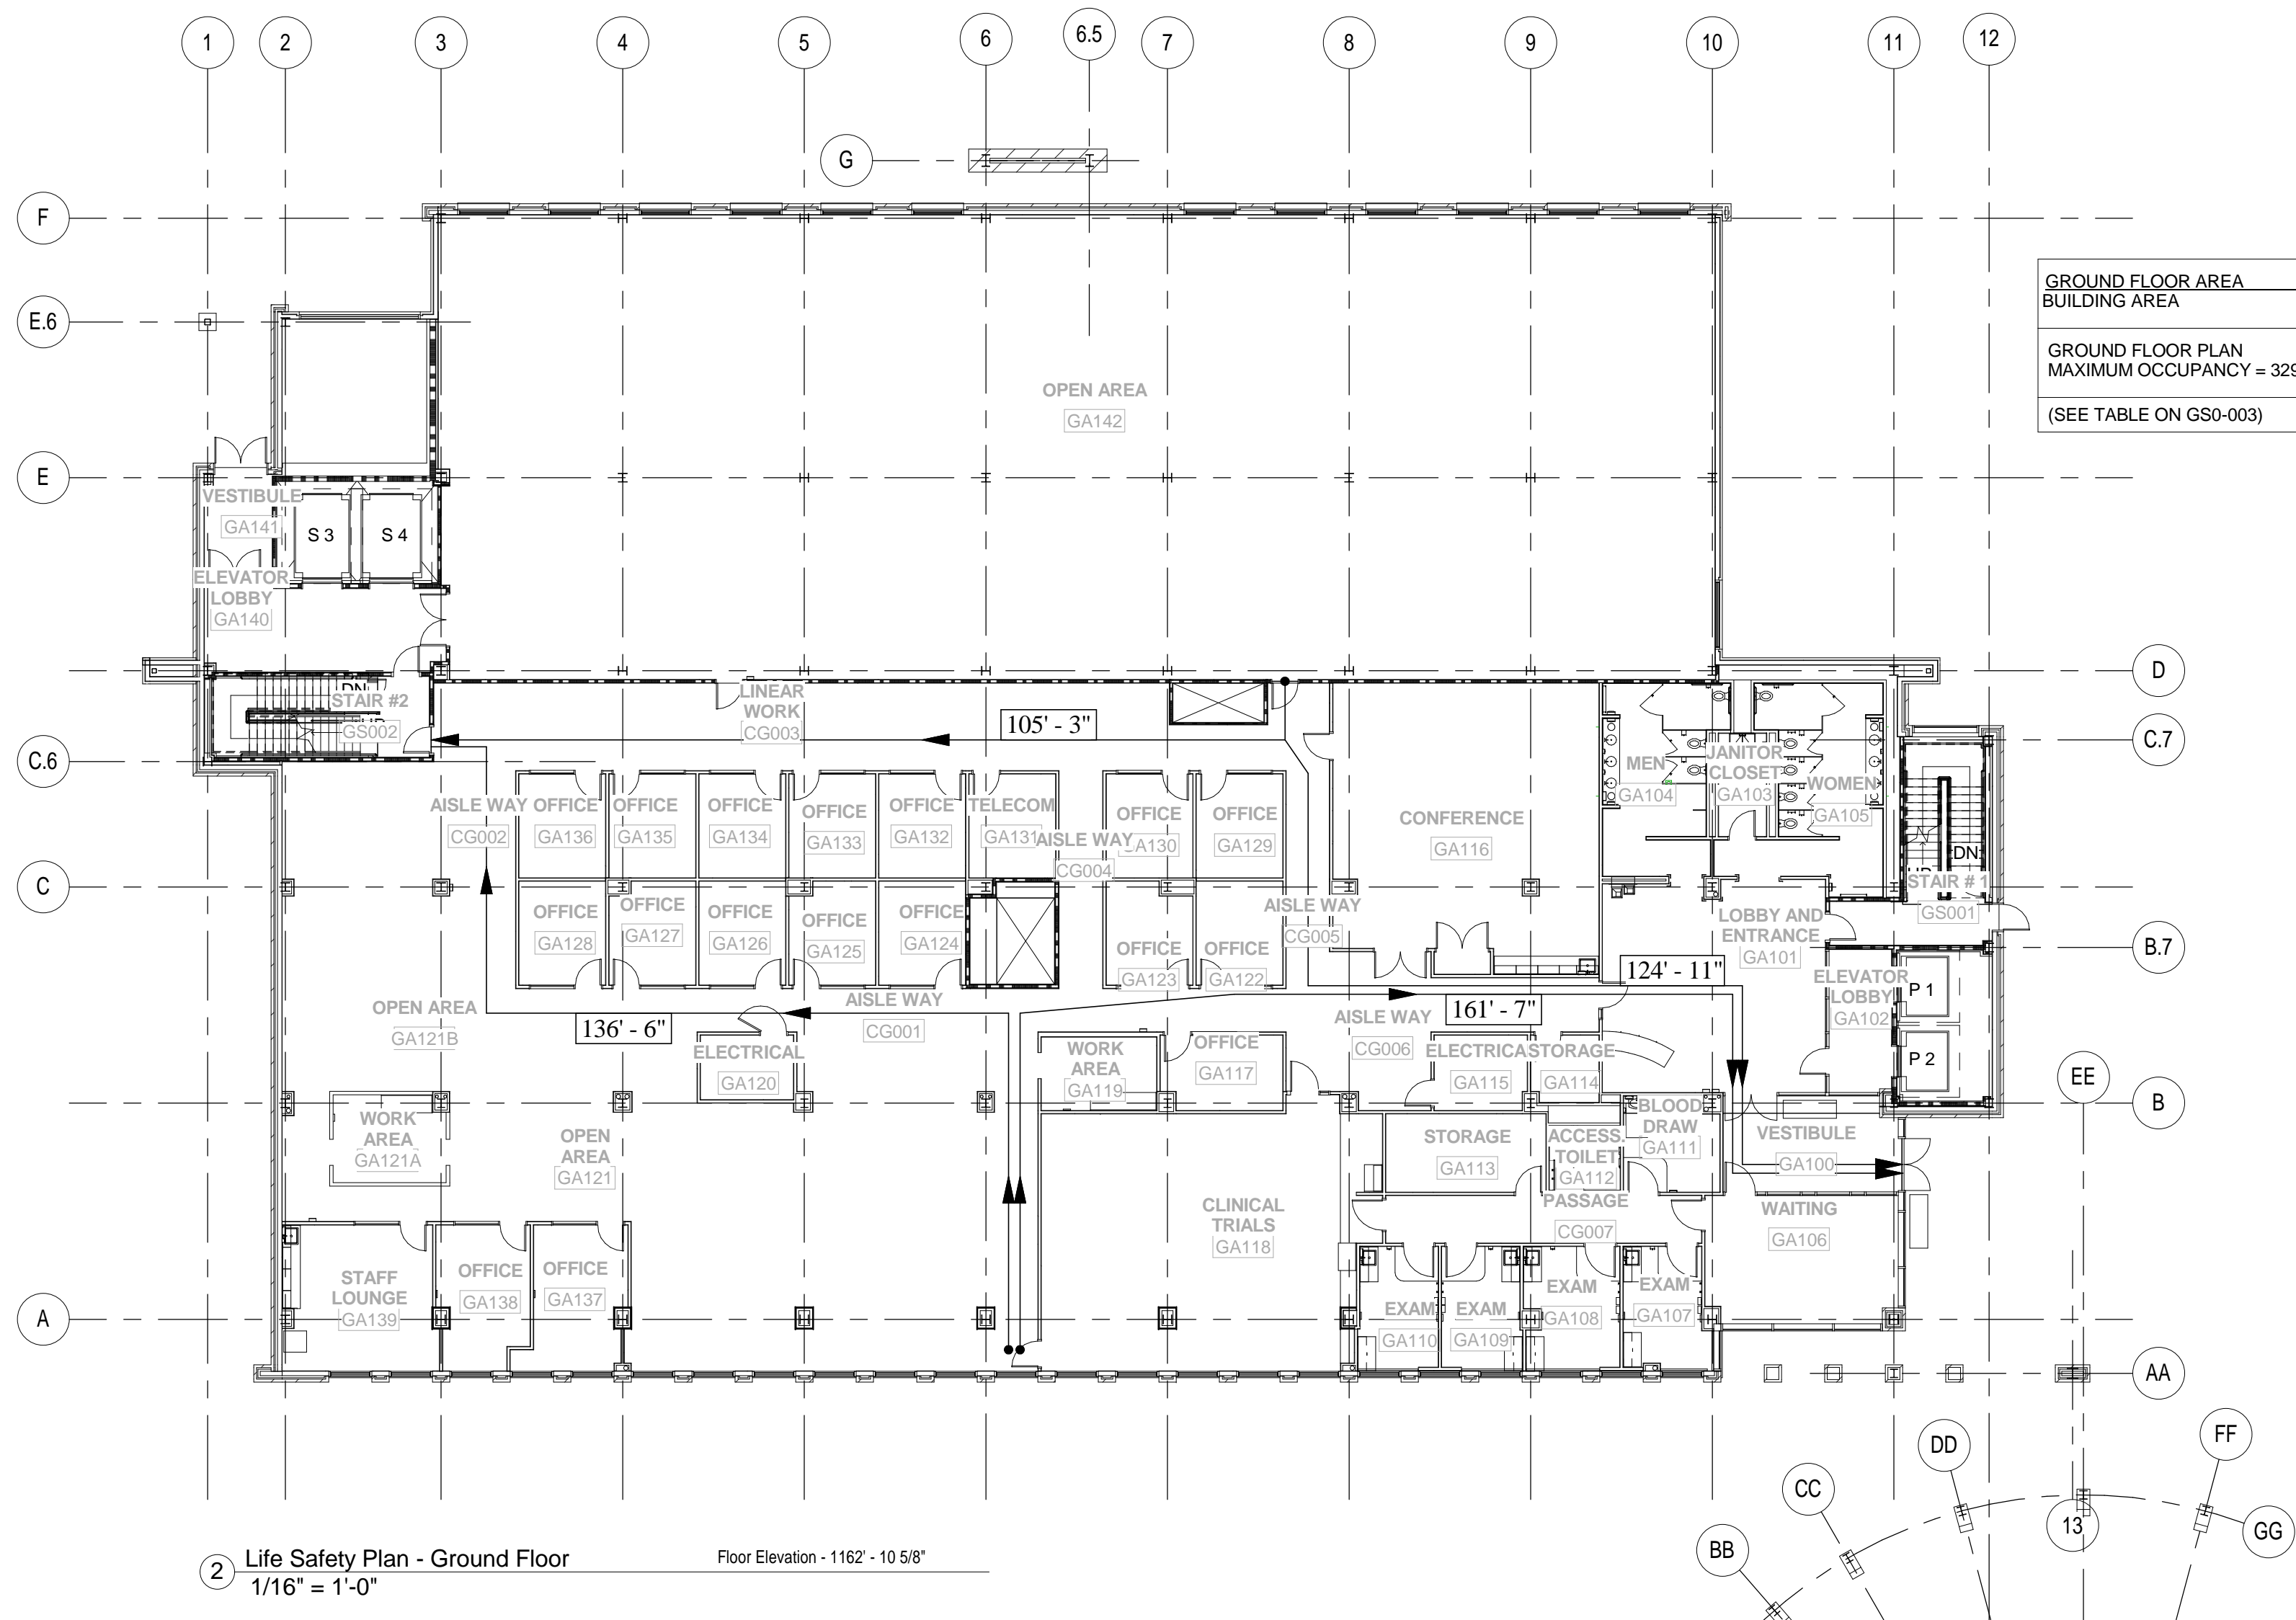 1
2
3
4
5
6
6.5
7
8
9
10
11
12
G
F
E.6
GROUND FLOOR AREA
BUILDING AREA
GROUND FLOOR PLAN
MAXIMUM OCCUPANCY = 329
(SEE TABLE ON GS0-003)
OPEN AREA
GA142
E
VESTIBULE
GA141
S 3
S 4
ELEVATOR
LOBBY
GA140
D
DN
STAIR #2
GS002
LINEAR
WORK
CG003
105' - 3"
C.7
C.6
MEN
GA104
JANITOR
CLOSET
GA103
WOMEN
GA105
AISLE WAY
CG002
OFFICE
GA136
OFFICE
GA135
OFFICE
GA134
OFFICE
GA133
OFFICE
GA132
TELECOM
GA131
AISLE WAY
CG004
OFFICE
GA130
OFFICE
GA129
CONFERENCE
GA116
DN
STAIR # 1
GS001
C
OFFICE
GA128
OFFICE
GA127
OFFICE
GA126
OFFICE
GA125
OFFICE
GA124
OFFICE
GA123
OFFICE
GA122
AISLE WAY
CG005
LOBBY AND
ENTRANCE
GA101
B.7
124' - 11"
ELEVATOR
LOBBY
GA102
P 1
P 2
OPEN AREA
GA121B
136' - 6"
AISLE WAY
CG001
161' - 7"
AISLE WAY
CG006
ELECTRICAL
GA120
WORK
AREA
GA119
OFFICE
GA117
ELECTRICA
GA115
STORAGE
GA114
EE
B
WORK
AREA
GA121A
OPEN
AREA
GA121
STORAGE
GA113
ACCESS.
TOILET
GA112
BLOOD
DRAW
GA111
VESTIBULE
GA100
CLINICAL
TRIALS
GA118
PASSAGE
CG007
WAITING
GA106
STAFF
LOUNGE
GA139
OFFICE
GA138
OFFICE
GA137
EXAM
GA110
EXAM
GA109
EXAM
GA108
EXAM
GA107
A
AA
DD
FF
CC
13
GG
BB
2
Life Safety Plan - Ground Floor
Floor Elevation - 1162' - 10 5/8"
1/16" = 1'-0"